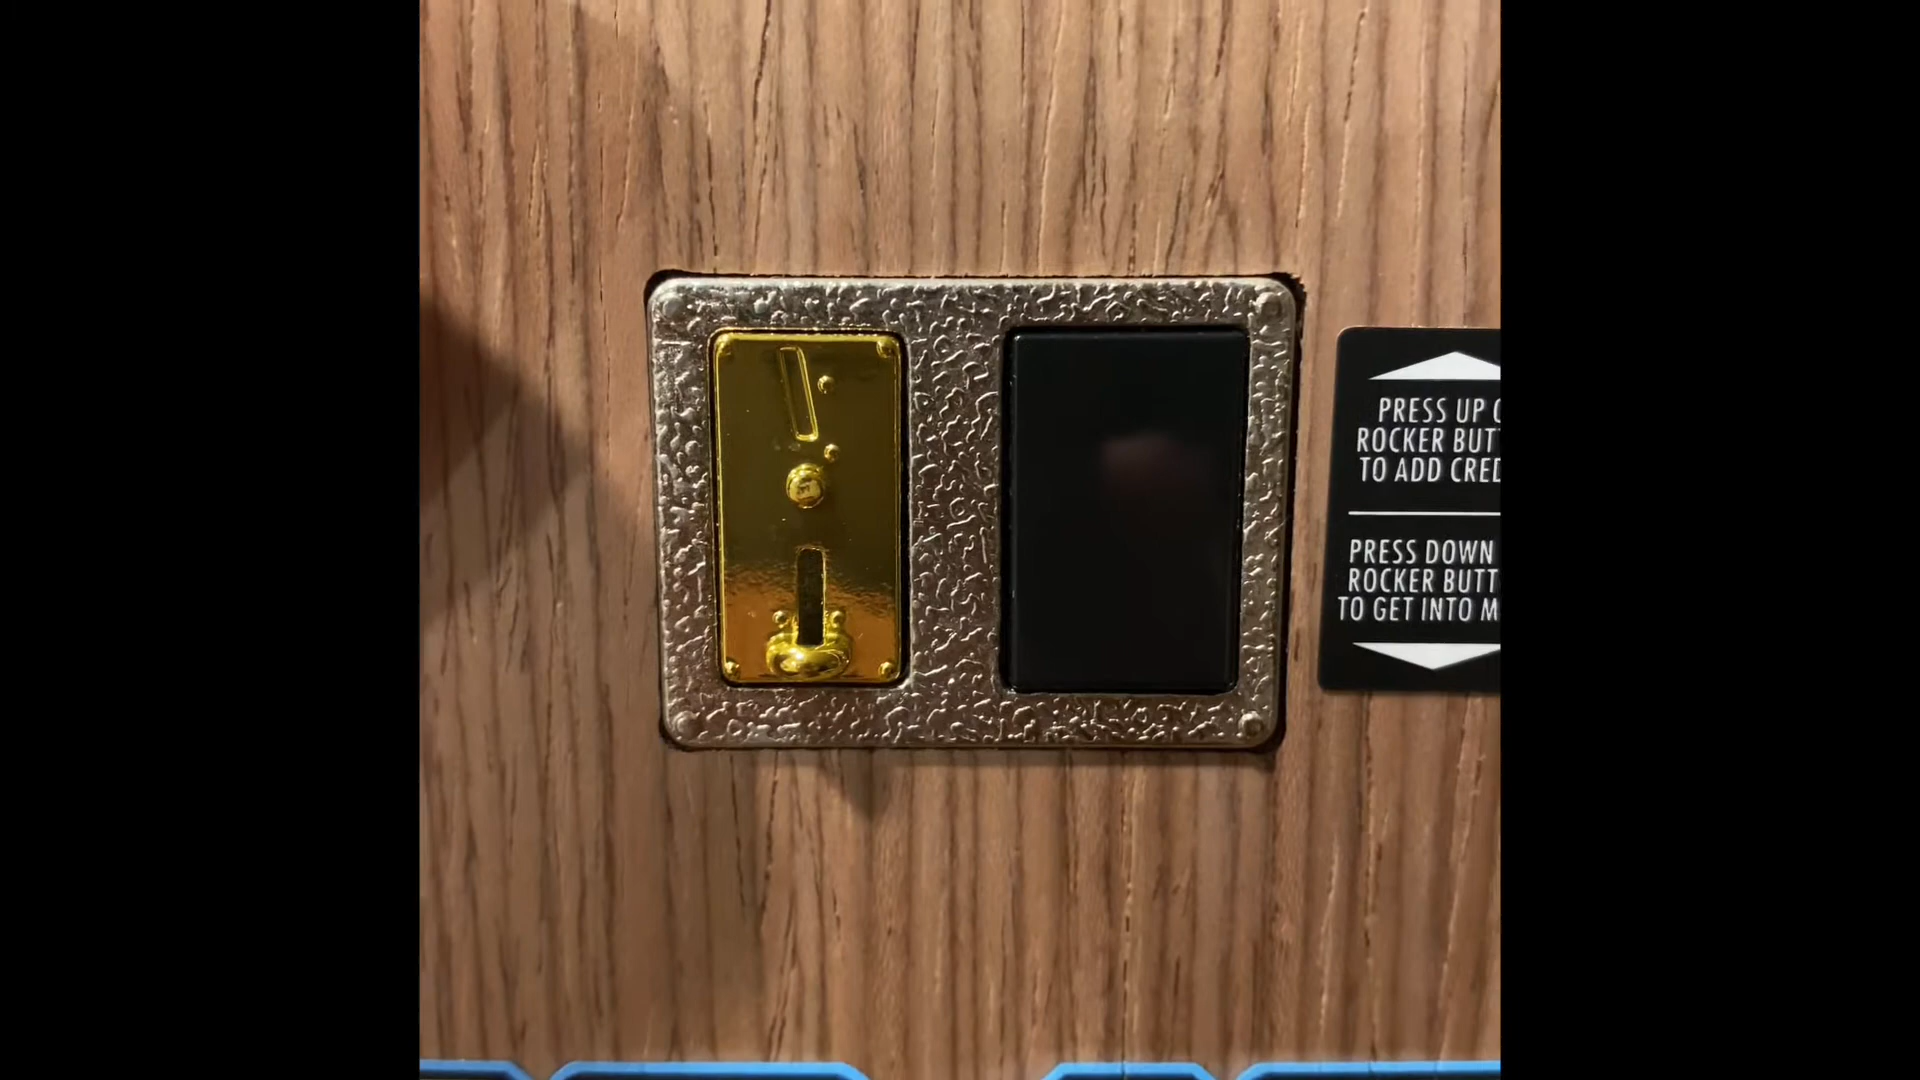 PRESS UP
ROCKER
TO ADD
PRESS DOWN
ROCKER
TO GET INTO